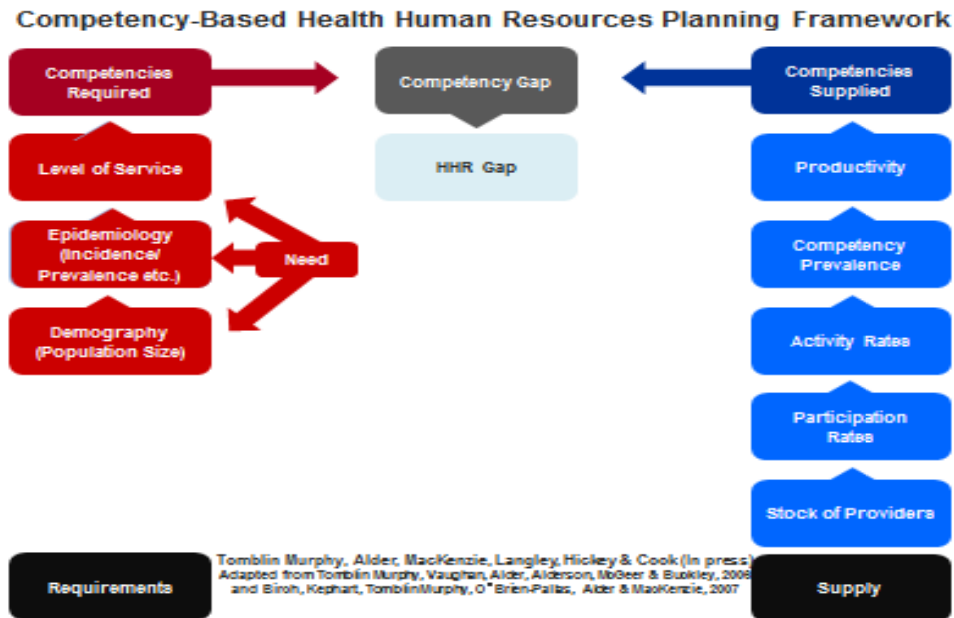 Competency-Based Health Human Resources Planning Framework
Competencies
Required
Competency Gap
Competencies
Supplied
Level of Service
HHR Gap
Productivity
Epidemiology
(Incidence/
Prevalence etc.)
Need
Competency
Prevalence
Demography
(Population Size)
Activity Rates
Participation
Rates
Stock of Providers
Requirements
Tomblin Murphy, Alder, MacKenzie, Langley, Hickey & Cook (In press)
Adapted from Tomblin Murphy, Vaughan, Alder, Alderson, McGeer & Buckley, 2006
and Birch, Kephart, TomblinMurphy, O"Brien-Pallas, Alder & MacKenzie, 2007
Supply